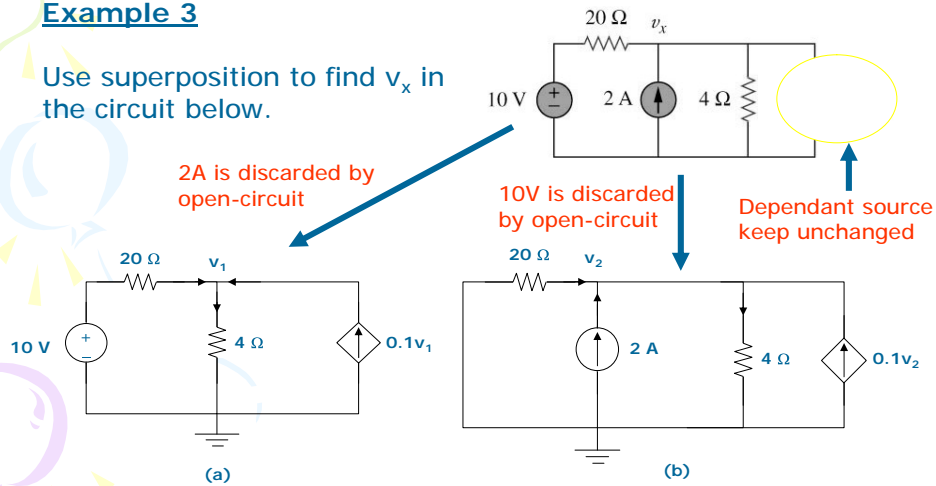 Example 3
Use superposition to find vx in
the circuit below.
20 Ω vx
10 V + − 2 A 4 Ω
2A is discarded by
open-circuit
10V is discarded
by open-circuit
Dependant source
keep unchanged
20 Ω v1
10 V + − 4 Ω 0.1v1
(a)
20 Ω v2
2 A 4 Ω 0.1v2
(b)